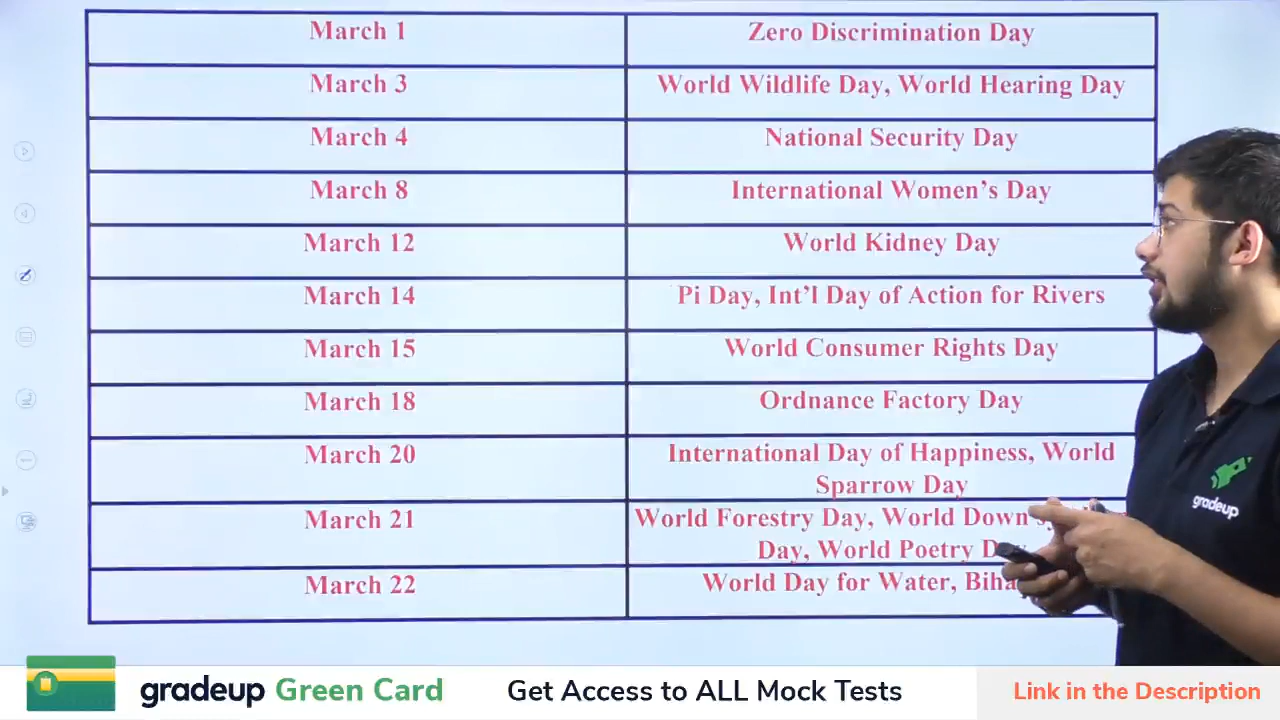 March 1 Zero Discrimination Day
March 3 World Wildlife Day, World Hearing Day
March 4 National Security Day
March 8 International Women’s Day
March 12 World Kidney Day
March 14 Pi Day, Int’l Day of Action for Rivers
March 15 World Consumer Rights Day
March 18 Ordnance Factory Day
March 20 International Day of Happiness, World
Sparrow Day
March 21 World Forestry Day, World Down
Day, World Poetry
March 22 World Day for Water,
gradeup
gradeup Green Card Get Access to ALL Mock Tests Link in the Description